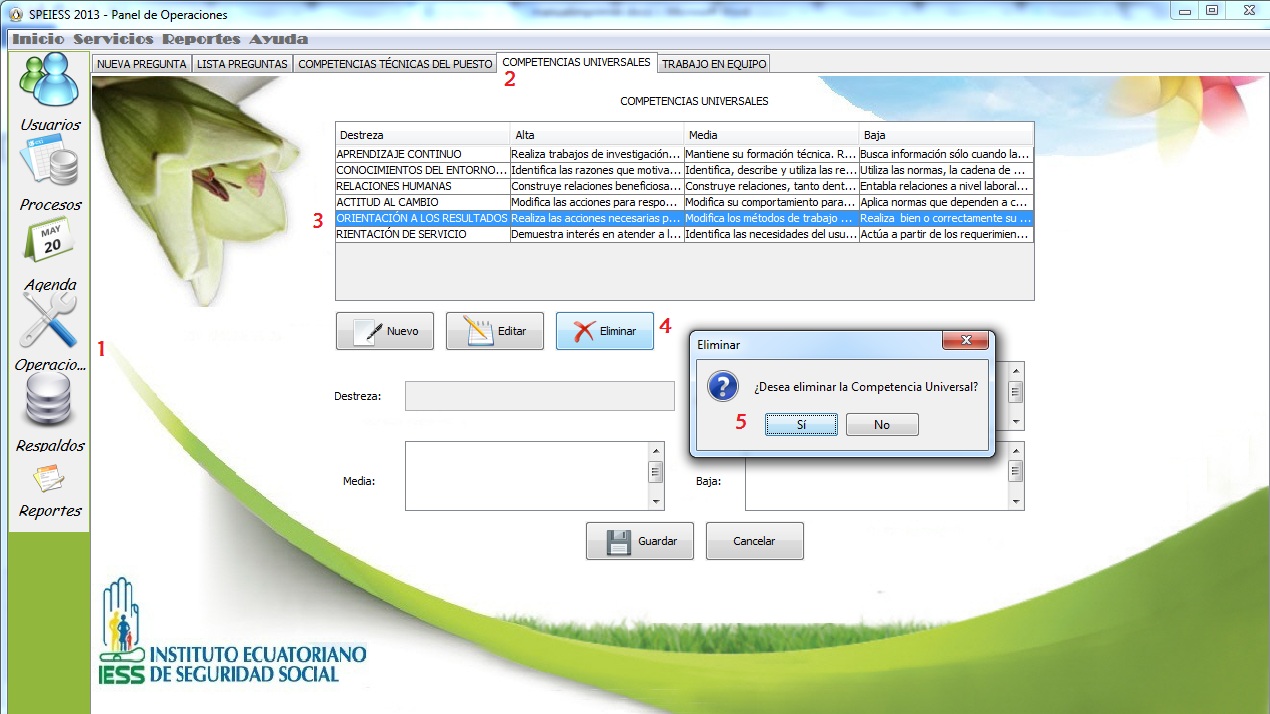 SPEIESS 2013 - Panel de Operaciones
Inicio Servicios Reportes Ayuda
NUEVA PREGUNTA LISTA PREGUNTAS COMPETENCIAS TÉCNICAS DEL PUESTO COMPETENCIAS UNIVERSALES TRABAJO EN EQUIPO
2
COMPETENCIAS UNIVERSALES
Usuarios
Procesos
MAY
20
Agenda
1
Operacio...
Respaldos
Reportes
Destreza Alta Media Baja
APRENDIZAJE CONTINUO Realiza trabajos de investigación... Mantiene su formación técnica. R... Busca información sólo cuando la...
CONOCIMIENTOS DEL ENTORNO... Identifica las razones que motiva... Identifica, describe y utiliza las re... Utiliza las normas, la cadena de ...
RELACIONES HUMANAS Construye relaciones beneficiosa... Construye relaciones, tanto dent... Entabla relaciones a nivel laboral...
ACTITUD AL CAMBIO Modifica las acciones para respo... Modifica su comportamiento para... Aplica normas que dependen a c...
3 ORIENTACIÓN A LOS RESULTADOS Realiza las acciones necesarias p... Modifica los métodos de trabajo ... Realiza bien o correctamente su ...
RIENTACIÓN DE SERVICIO Demuestra interés en atender a l... Identifica las necesidades del usu... Actúa a partir de los requerimien...
Nuevo Editar Eliminar 4
Eliminar
¿Desea eliminar la Competencia Universal?
5 Sí No
Destreza:
Media: Baja:
Guardar Cancelar
IESS INSTITUTO ECUATORIANO
DE SEGURIDAD SOCIAL